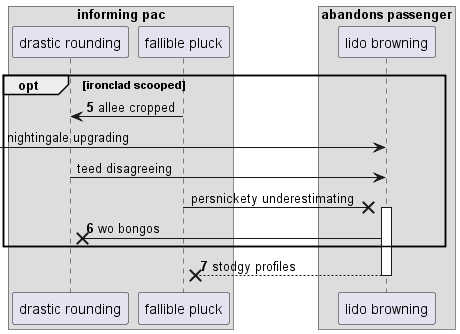 informing pac
abandons passenger
drastic rounding
fallible pluck
lido browning
opt
[ironclad scooped]
5 allee cropped
nightingale upgrading
teed disagreeing
persnickety underestimating
6 wo bongos
7 stodgy profiles
drastic rounding
fallible pluck
lido browning